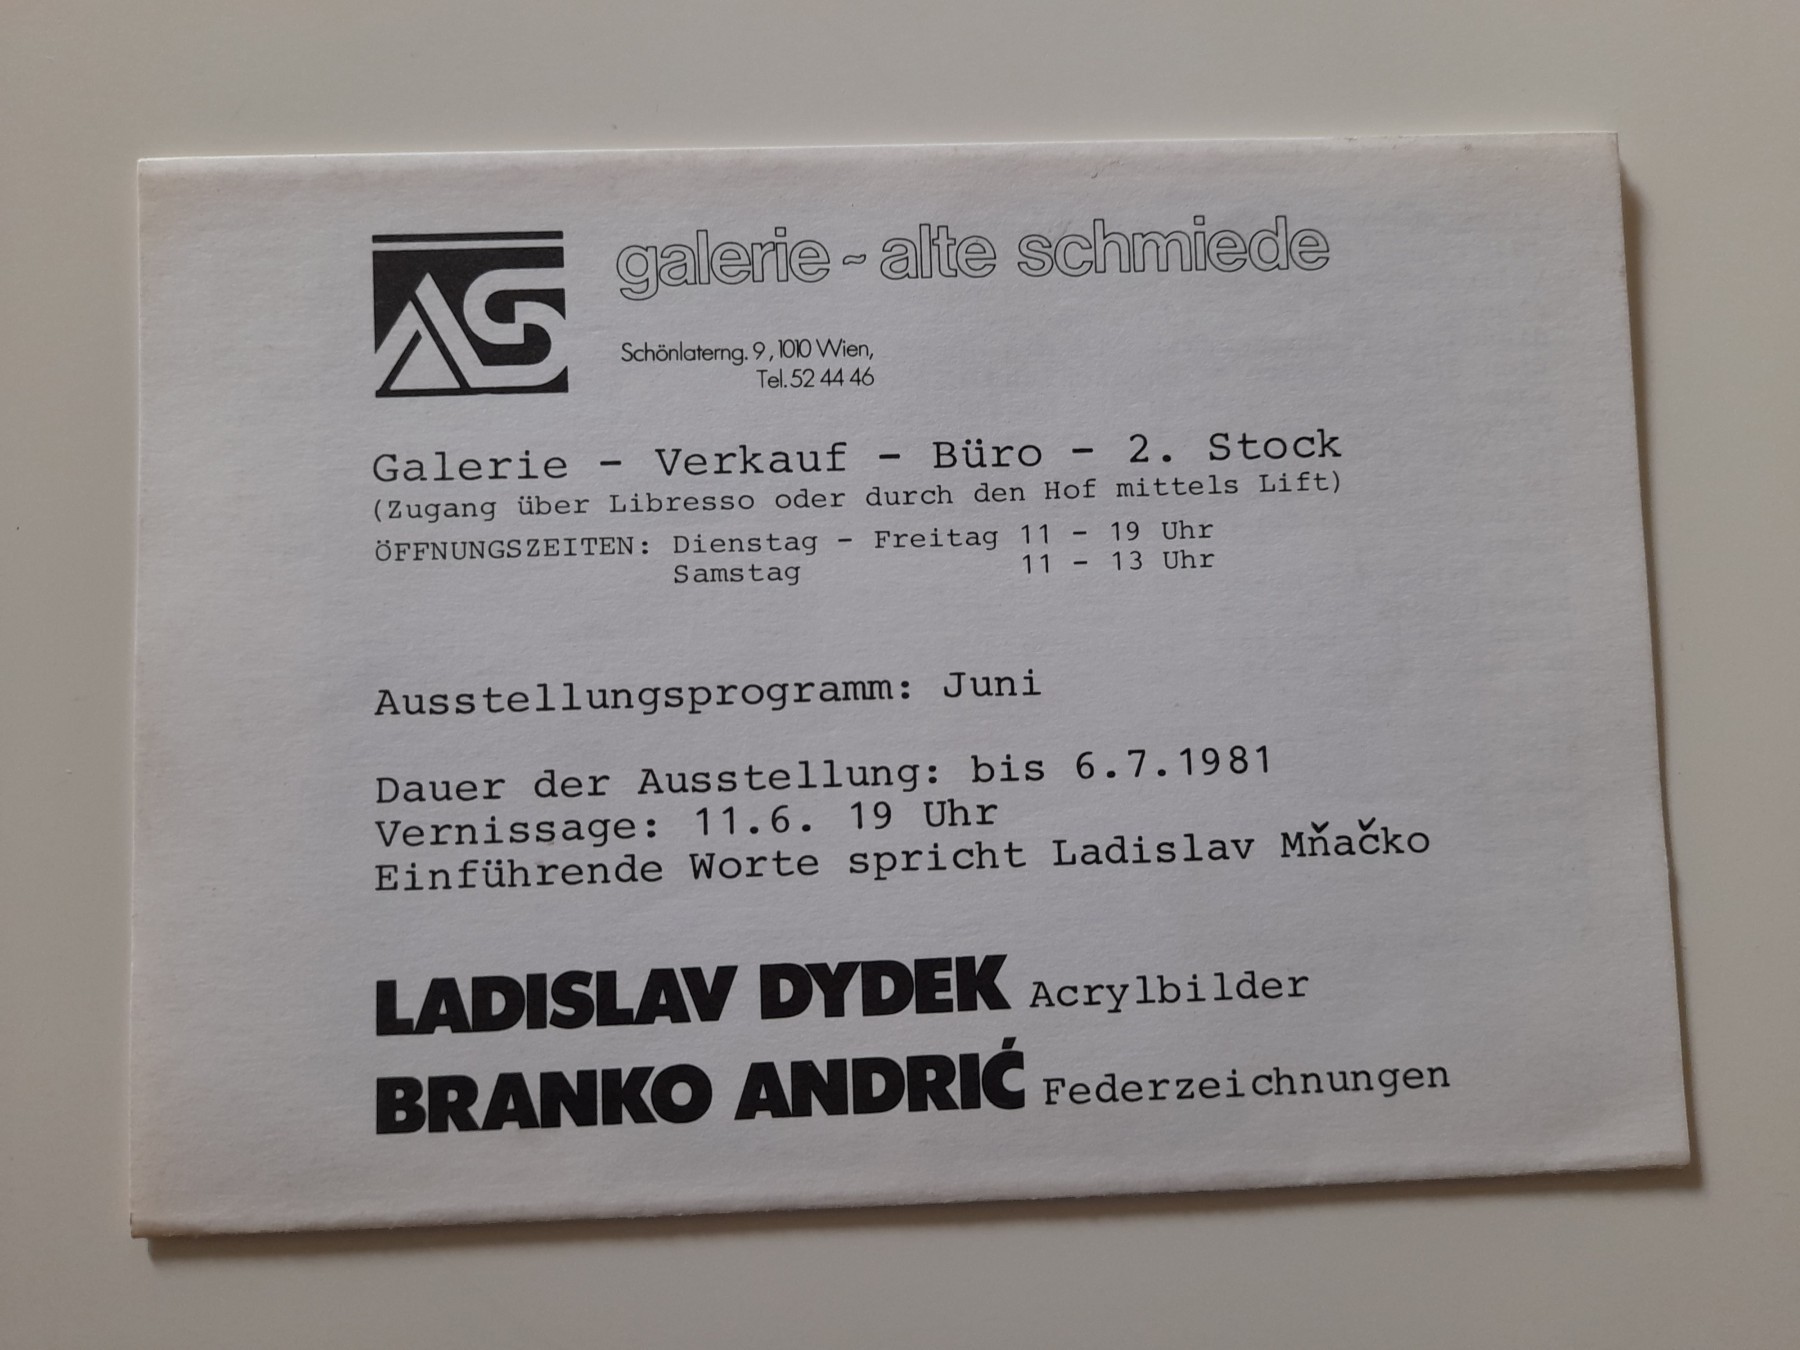 AS
galerie ~ alte schmiede
Schönlaterng. 9, 1010 Wien,
Tel. 52 44 46
Galerie - Verkauf - Büro - 2. Stock
(Zugang über Libresso oder durch den Hof mittels Lift)
ÖFFNUNGSZEITEN: Dienstag - Freitag 11 - 19 Uhr
Samstag 11 - 13 Uhr
Ausstellungsprogramm: Juni
Dauer der Ausstellung: bis 6.7.1981
Vernissage: 11.6. 19 Uhr
Einführende Worte spricht Ladislav Mňačko
LADISLAV DYDEK Acrylbilder
BRANKO ANDRIĆ Federzeichnungen